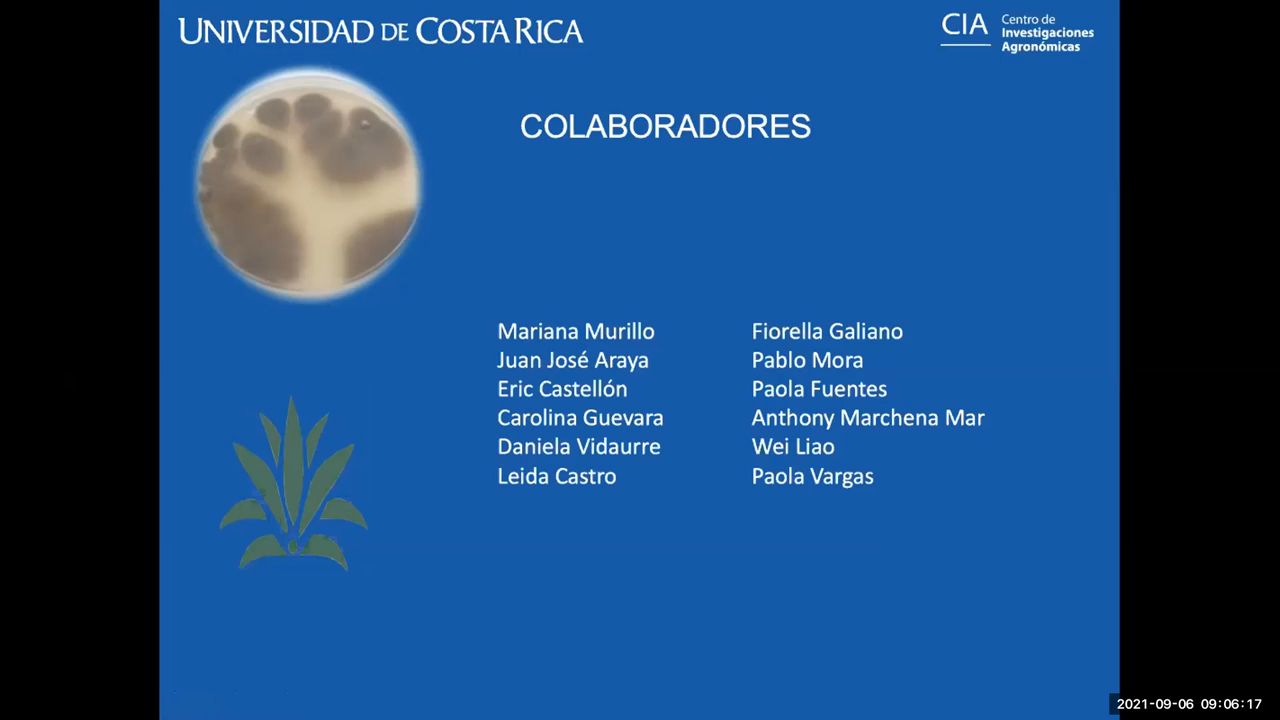 UNIVERSIDAD DE COSTA RICA
CIA Centro de
Investigaciones
Agronómicas
COLABORADORES
Mariana Murillo
Juan José Araya
Eric Castellón
Carolina Guevara
Daniela Vidaurre
Leida Castro
Fiorella Galiano
Pablo Mora
Paola Fuentes
Anthony Marchena Mar
Wei Liao
Paola Vargas
2021-09-06 09:06:17